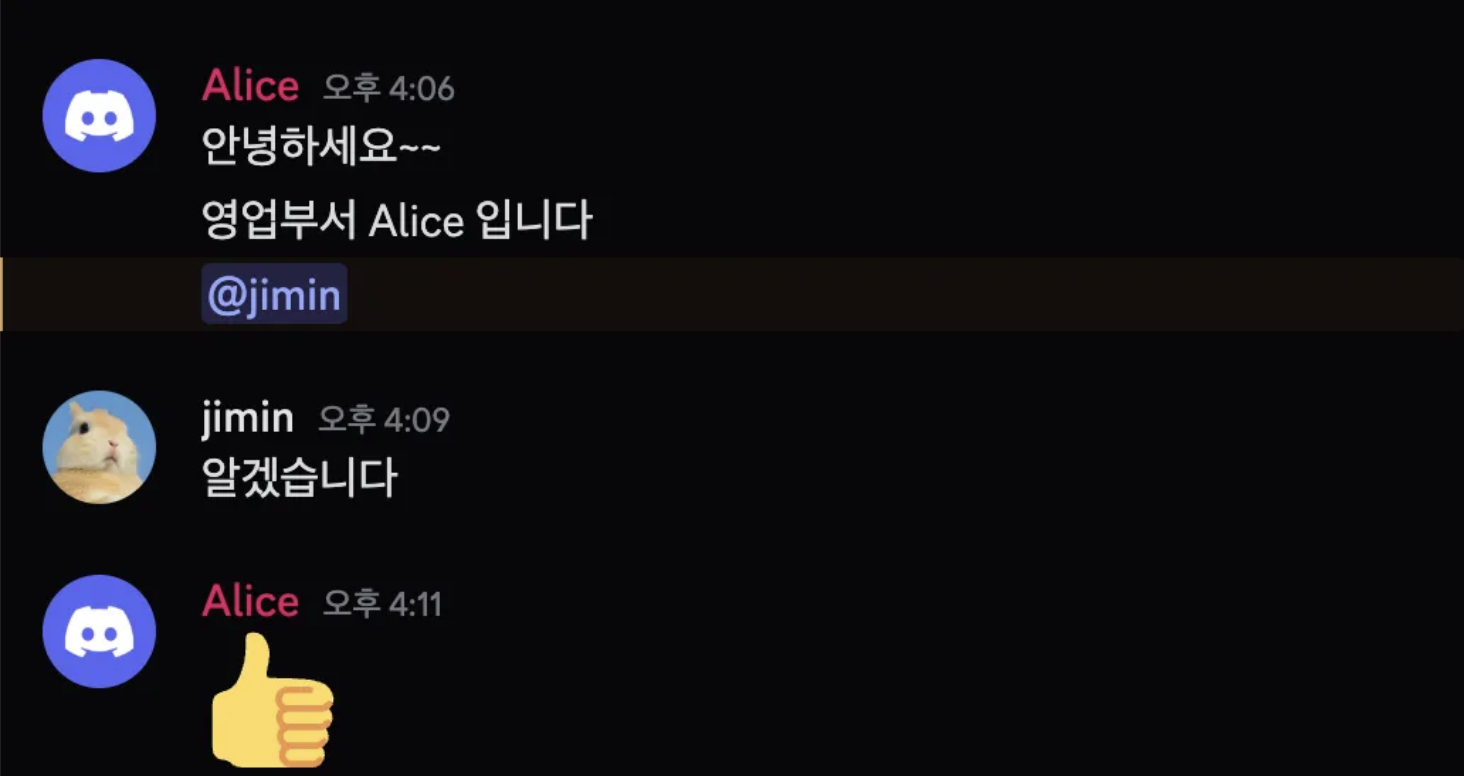 Alice 오후 4:06
안녕하세요~~
영업부서 Alice 입니다
@jimin
jimin 오후 4:09
알겠습니다
Alice 오후 4:11